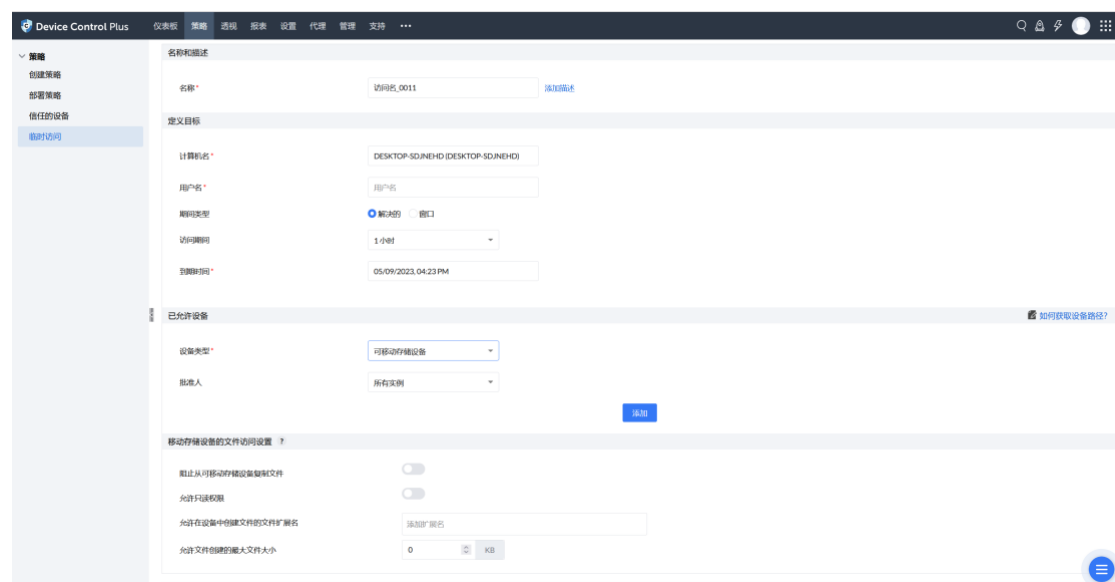 Device Control Plus 仪表板 策略 透视 报表 设置 代理 管理 支持 •••
策略
创建策略
部署策略
信任的设备
临时访问
名称和描述
名称* 访问名_0011 添加描述
定义目标
计算机名* DESKTOP-SDJNEHD (DESKTOP-SDJNEHD)
用户名* 用户名
期间类型 解决的 窗口
访问期间 1 小时
到期时间* 05/09/2023, 04:23 PM
已允许设备 如何获取设备路径?
设备类型* 可移动存储设备
批准人 所有实例
添加
移动存储设备的文件访问设置 ?
阻止从可移动存储设备复制文件
允许只读权限
允许在设备中创建文件的文件扩展名 添加扩展名
允许文件创建的最大文件大小 0 KB